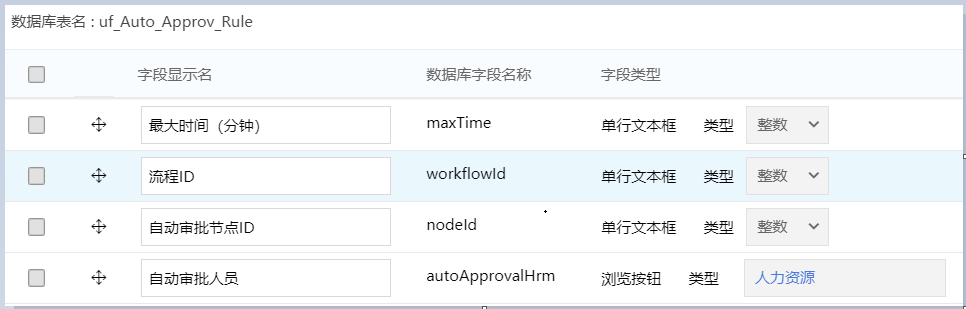 数据库表名 : uf_Auto_Approv_Rule
字段显示名 数据库字段名称 字段类型
最大时间（分钟） maxTime 单行文本框 类型 整数
流程ID workflowId 单行文本框 类型 整数
自动审批节点ID nodeId 单行文本框 类型 整数
自动审批人员 autoApprovalHrm 浏览按钮 类型 人力资源